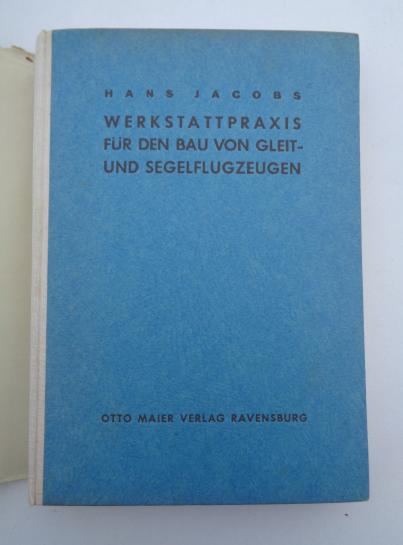 HANS JACOBS
WERKSTATTPRAXIS
FÜR DEN BAU VON GLEIT-
UND SEGELFLUGZEUGEN
OTTO MAIER VERLAG RAVENSBURG